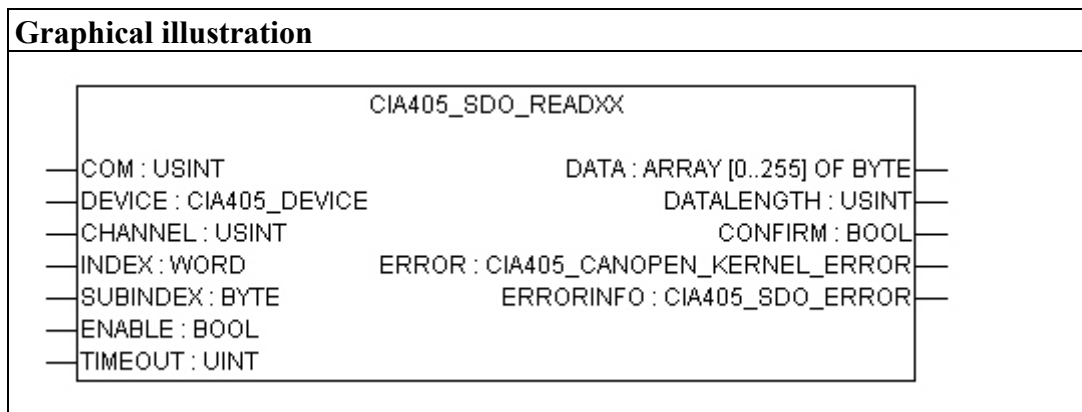 Graphical illustration
CIA405_SDO_READXX
COM : USINT DATA : ARRAY [0..255] OF BYTE
DEVICE : CIA405_DEVICE DATALENGTH : USINT
CHANNEL : USINT CONFIRM : BOOL
INDEX : WORD ERROR : CIA405_CANOPEN_KERNEL_ERROR
SUBINDEX : BYTE ERRORINFO : CIA405_SDO_ERROR
ENABLE : BOOL
TIMEOUT : UINT